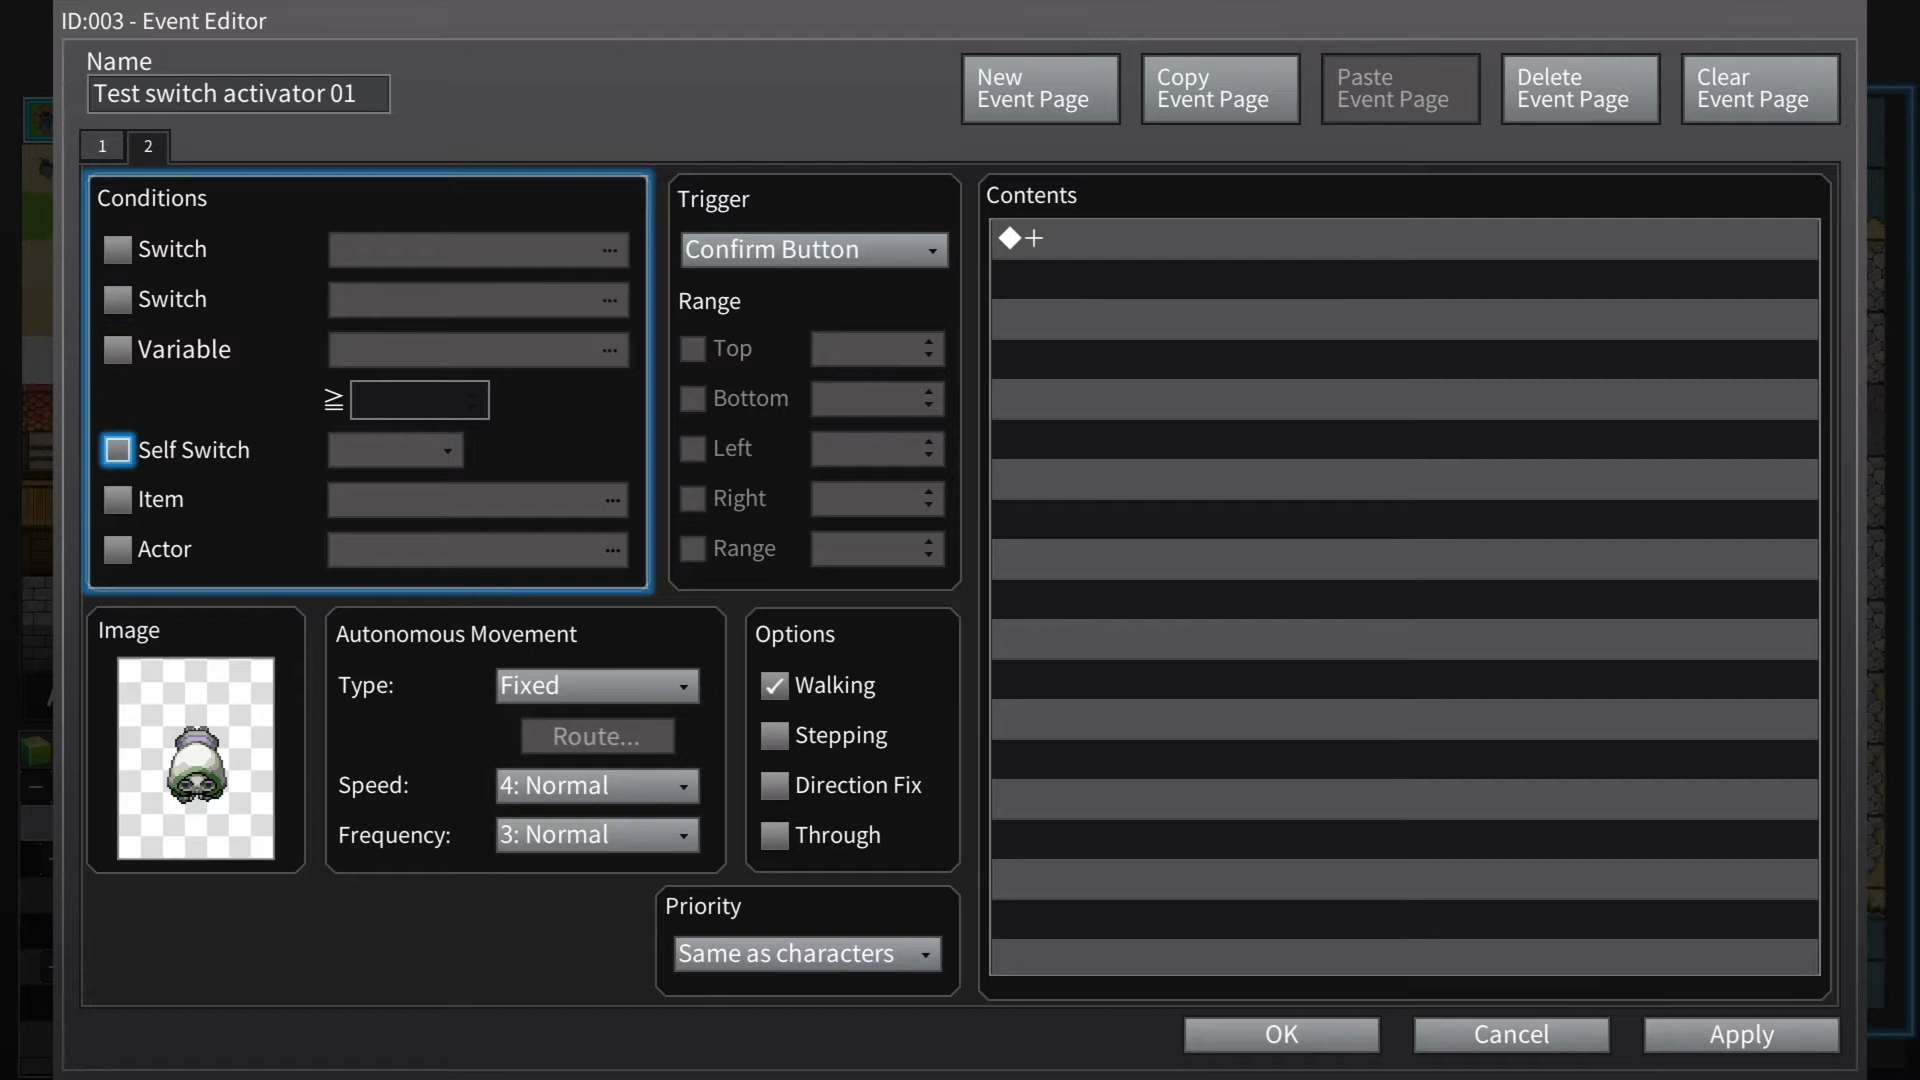 ID:003 - Event Editor
Name
Test switch activator 01
New
Event Page
Copy
Event Page
Paste
Event Page
Delete
Event Page
Clear
Event Page
1
2
Conditions
Switch
...
Switch
...
Variable
...
≧
Self Switch
Item
...
Actor
...
Trigger
Confirm Button
Range
Top
Bottom
Left
Right
Range
Contents
◆+
Image
Autonomous Movement
Type:
Fixed
Route...
Speed:
4: Normal
Frequency:
3: Normal
Options
Walking
Stepping
Direction Fix
Through
Priority
Same as characters
OK
Cancel
Apply